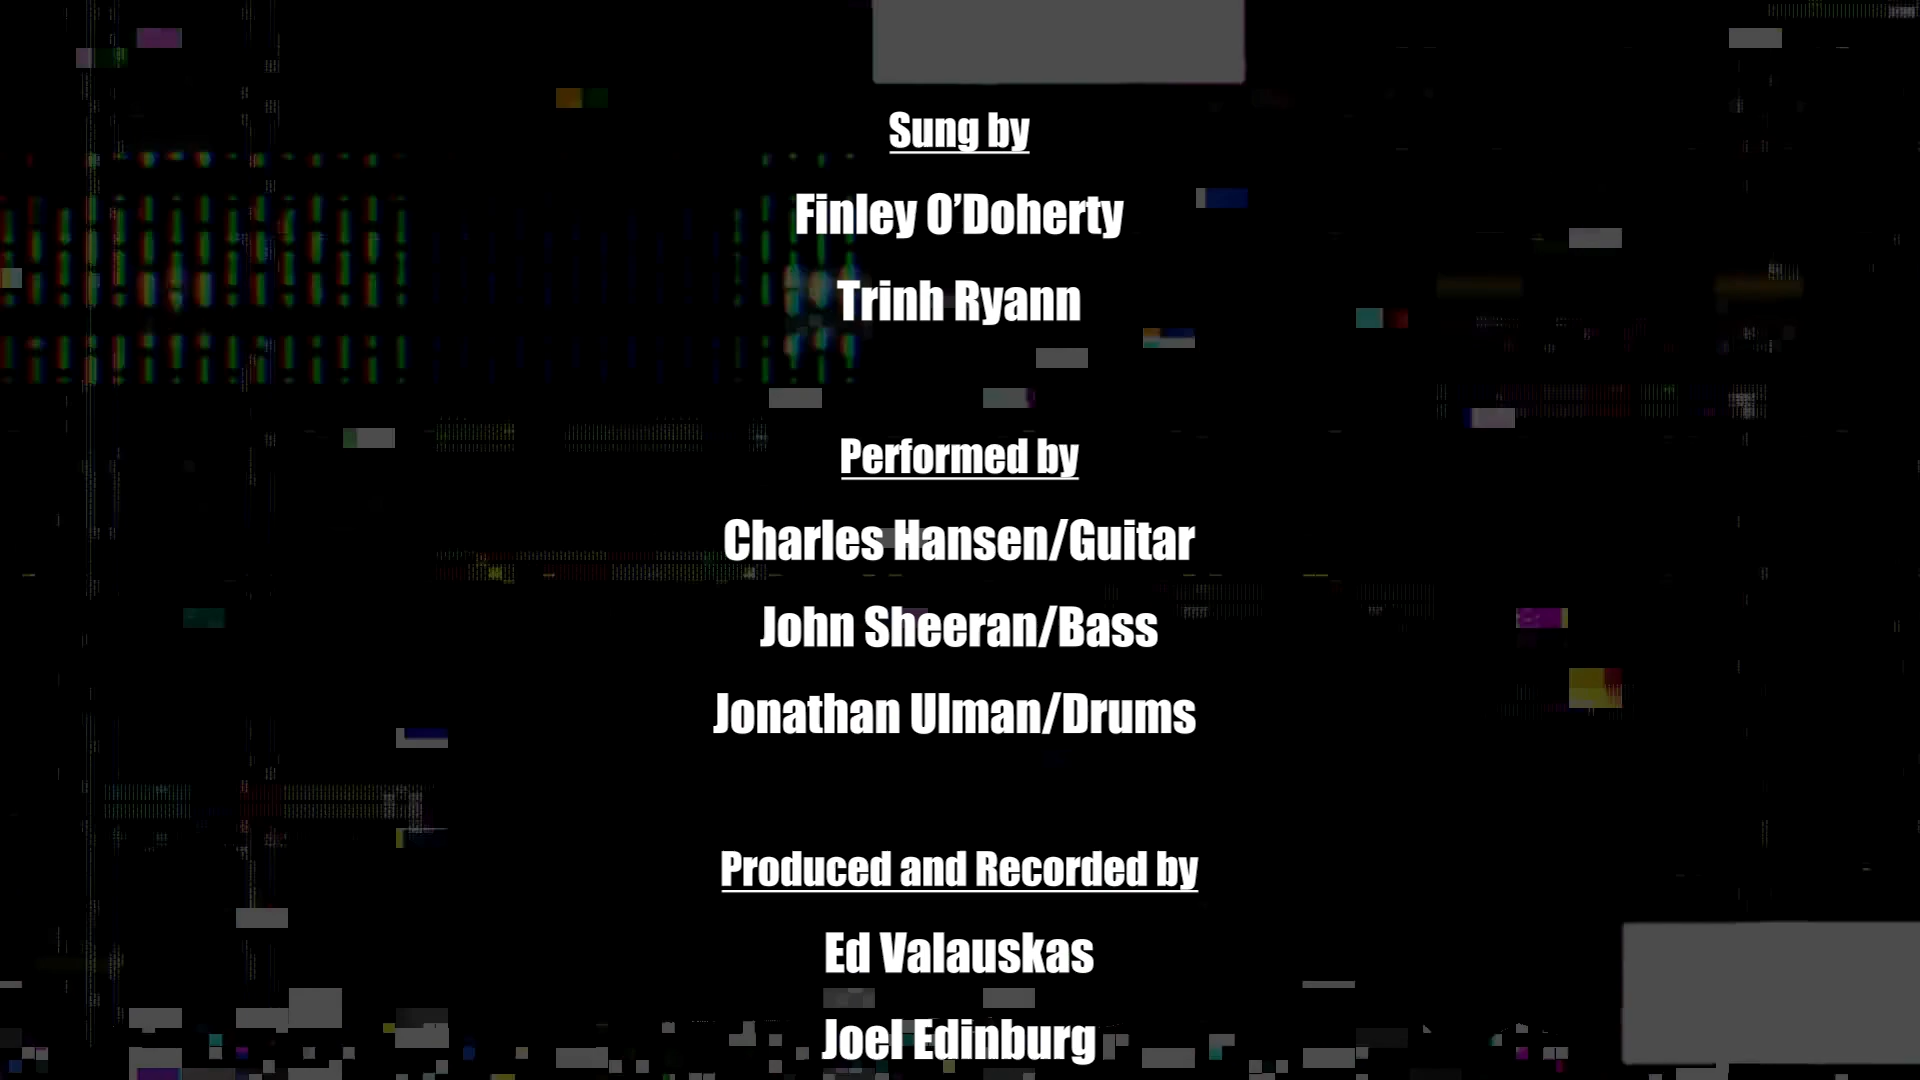 Sung by
Finley O’Doherty
Trinh Ryann
Performed by
Charles Hansen/Guitar
John Sheeran/Bass
Jonathan Ulman/Drums
Produced and Recorded by
Ed Valauskas
Joel Edinburg